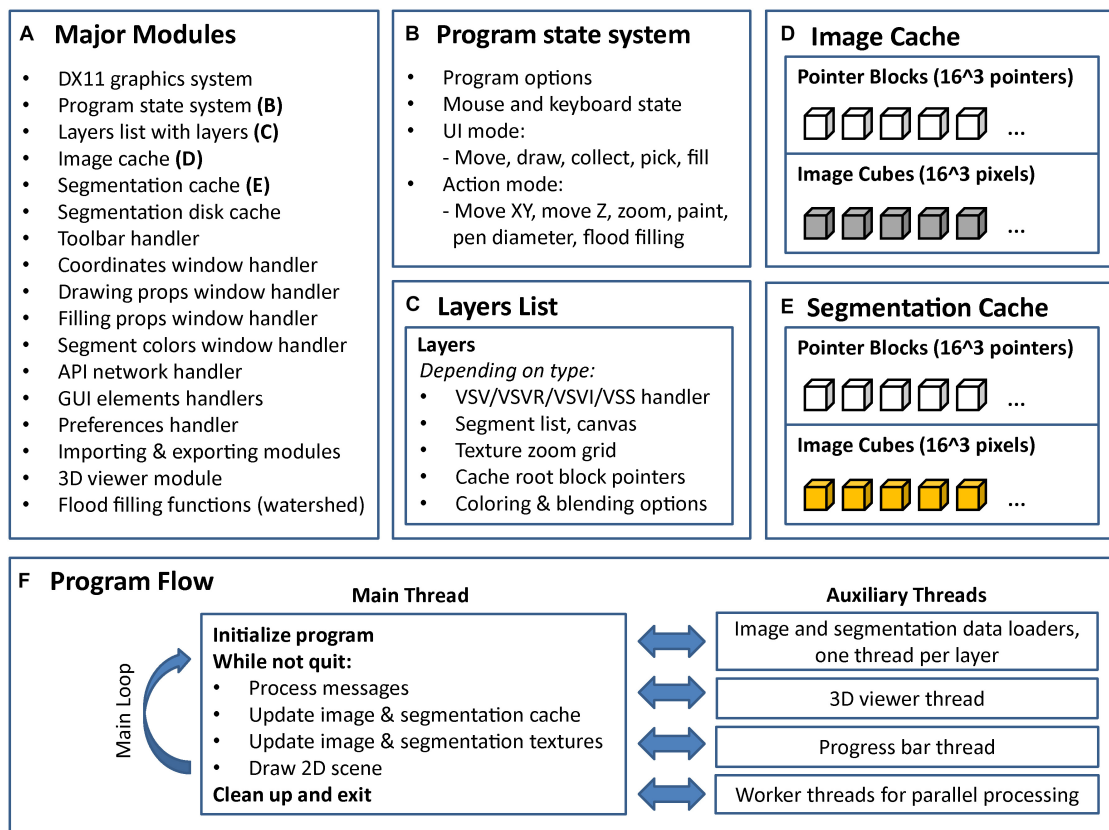 A Major Modules
• DX11 graphics system
• Program state system (B)
• Layers list with layers (C)
• Image cache (D)
• Segmentation cache (E)
• Segmentation disk cache
• Toolbar handler
• Coordinates window handler
• Drawing props window handler
• Filling props window handler
• Segment colors window handler
• API network handler
• GUI elements handlers
• Preferences handler
• Importing & exporting modules
• 3D viewer module
• Flood filling functions (watershed)
B Program state system
• Program options
• Mouse and keyboard state
• UI mode:
- Move, draw, collect, pick, fill
• Action mode:
- Move XY, move Z, zoom, paint,
pen diameter, flood filling
C Layers List
Layers
Depending on type:
• VSV/VSVR/VSVI/VSS handler
• Segment list, canvas
• Texture zoom grid
• Cache root block pointers
• Coloring & blending options
D Image Cache
Pointer Blocks (16^3 pointers)
...
Image Cubes (16^3 pixels)
...
E Segmentation Cache
Pointer Blocks (16^3 pointers)
...
Image Cubes (16^3 pixels)
...
F Program Flow
Main Thread
Main Loop
Initialize program
While not quit:
• Process messages
• Update image & segmentation cache
• Update image & segmentation textures
• Draw 2D scene
Clean up and exit
Auxiliary Threads
Image and segmentation data loaders,
one thread per layer
3D viewer thread
Progress bar thread
Worker threads for parallel processing